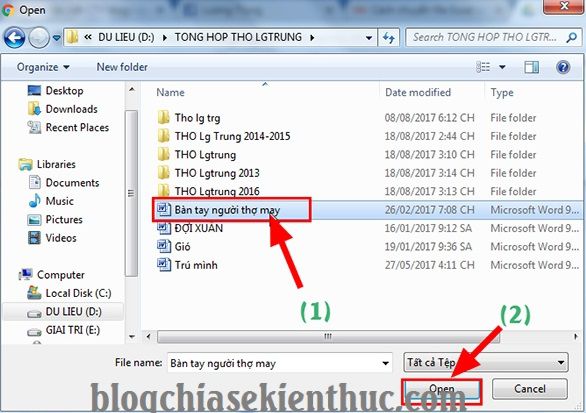 Open
DU LIEU (D:) ▸ TONG HOP THO LGTRUNG ▸
Search TONG HOP THO LGTR...
Organize New folder
Name Date modified Type
Desktop
Downloads
Recent Places
Libraries
Documents
Music
Pictures
Videos
Computer
Local Disk (C:)
DU LIEU (D:)
GIAI TRI (E:)
Tho lg trg 08/08/2017 6:12 CH File folder
THO Lg Trung 2014-2015 18/08/2017 2:44 CH File folder
THO Lgtrung 18/08/2017 3:10 CH File folder
THO Lgtrung 2013 18/08/2017 3:14 CH File folder
THO Lgtrung 2016 18/08/2017 3:13 CH File folder
Bàn tay người thợ may 26/02/2017 7:08 CH Microsoft Word 9...
ĐỢI XUÂN 16/01/2017 9:12 SA Microsoft Word 9...
Gió 19/01/2017 9:36 SA Microsoft Word 9...
Trú mình 27/05/2017 4:11 CH Microsoft Word 9...
(1)
(2)
File name: Bàn tay người thợ may
Tất cả Tệp
Open Cancel
blogchiasekienthuc.com